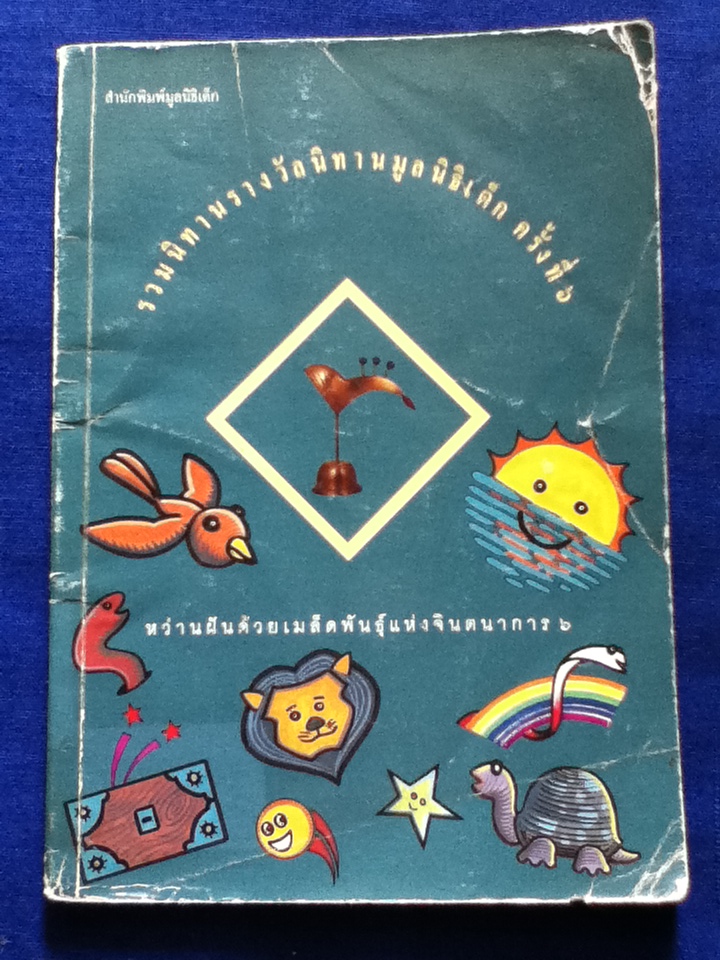 สำนักพิมพ์มูลนิธิเด็ก
รวมนิทานรางวัลนิทานมูลนิธิเด็ก ครั้งที่ ๖
หว่านฝันด้วยเมล็ดพันธุ์แห่งจินตนาการ ๖